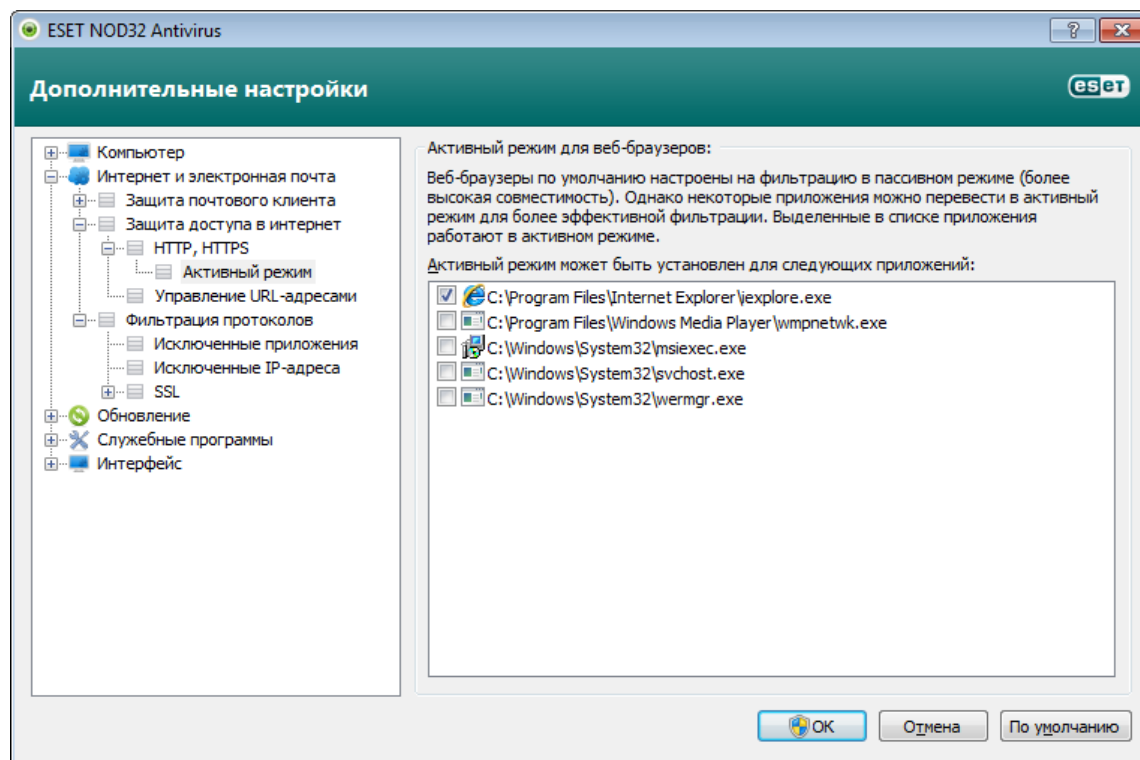 ESET NOD32 Antivirus
Дополнительные настройки
eset
Компьютер
Интернет и электронная почта
Защита почтового клиента
Защита доступа в интернет
HTTP, HTTPS
Активный режим
Управление URL-адресами
Фильтрация протоколов
Исключенные приложения
Исключенные IP-адреса
SSL
Обновление
Служебные программы
Интерфейс
Активный режим для веб-браузеров:
Веб-браузеры по умолчанию настроены на фильтрацию в пассивном режиме (более
высокая совместимость). Однако некоторые приложения можно перевести в активный
режим для более эффективной фильтрации. Выделенные в списке приложения
работают в активном режиме.
Активный режим может быть установлен для следующих приложений:
C:\Program Files\Internet Explorer\iexplore.exe
C:\Program Files\Windows Media Player\wmpnetwk.exe
C:\Windows\System32\msiexec.exe
C:\Windows\System32\svchost.exe
C:\Windows\System32\wermgr.exe
OK
Отмена
По умолчанию